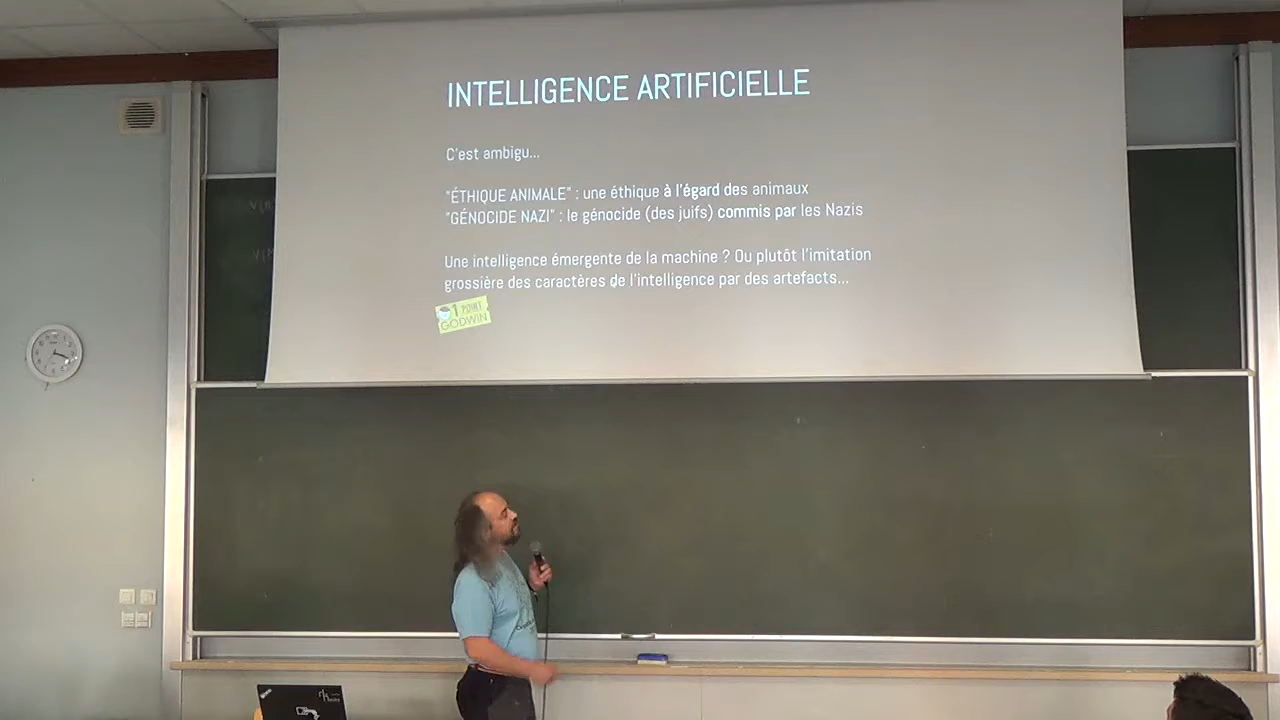 INTELLIGENCE ARTIFICIELLE
C'est ambigu...
"ÉTHIQUE ANIMALE" : une éthique à l'égard des animaux
"GÉNOCIDE NAZI" : le génocide (des juifs) commis par les Nazis
Une intelligence émergente de la machine ? Ou plutôt l'imitation
grossière des caractères de l'intelligence par des artefacts...
1 POINT
GODWIN